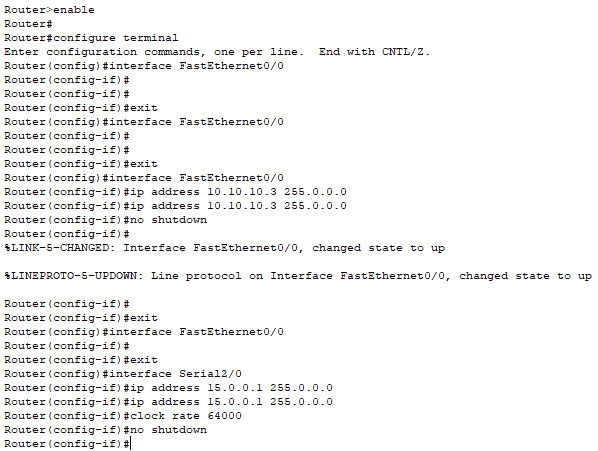 Router>enable
Router#
Router#configure terminal
Enter configuration commands, one per line.  End with CNTL/Z.
Router(config)#interface FastEthernet0/0
Router(config-if)#
Router(config-if)#
Router(config-if)#exit
Router(config)#interface FastEthernet0/0
Router(config-if)#
Router(config-if)#
Router(config-if)#exit
Router(config)#interface FastEthernet0/0
Router(config-if)#ip address 10.10.10.3 255.0.0.0
Router(config-if)#ip address 10.10.10.3 255.0.0.0
Router(config-if)#no shutdown
Router(config-if)#
%LINK-5-CHANGED: Interface FastEthernet0/0, changed state to up
%LINEPROTO-5-UPDOWN: Line protocol on Interface FastEthernet0/0, changed state to up
Router(config-if)#
Router(config-if)#exit
Router(config)#interface FastEthernet0/0
Router(config-if)#
Router(config-if)#exit
Router(config)#interface Serial2/0
Router(config-if)#ip address 15.0.0.1 255.0.0.0
Router(config-if)#ip address 15.0.0.1 255.0.0.0
Router(config-if)#clock rate 64000
Router(config-if)#no shutdown
Router(config-if)#